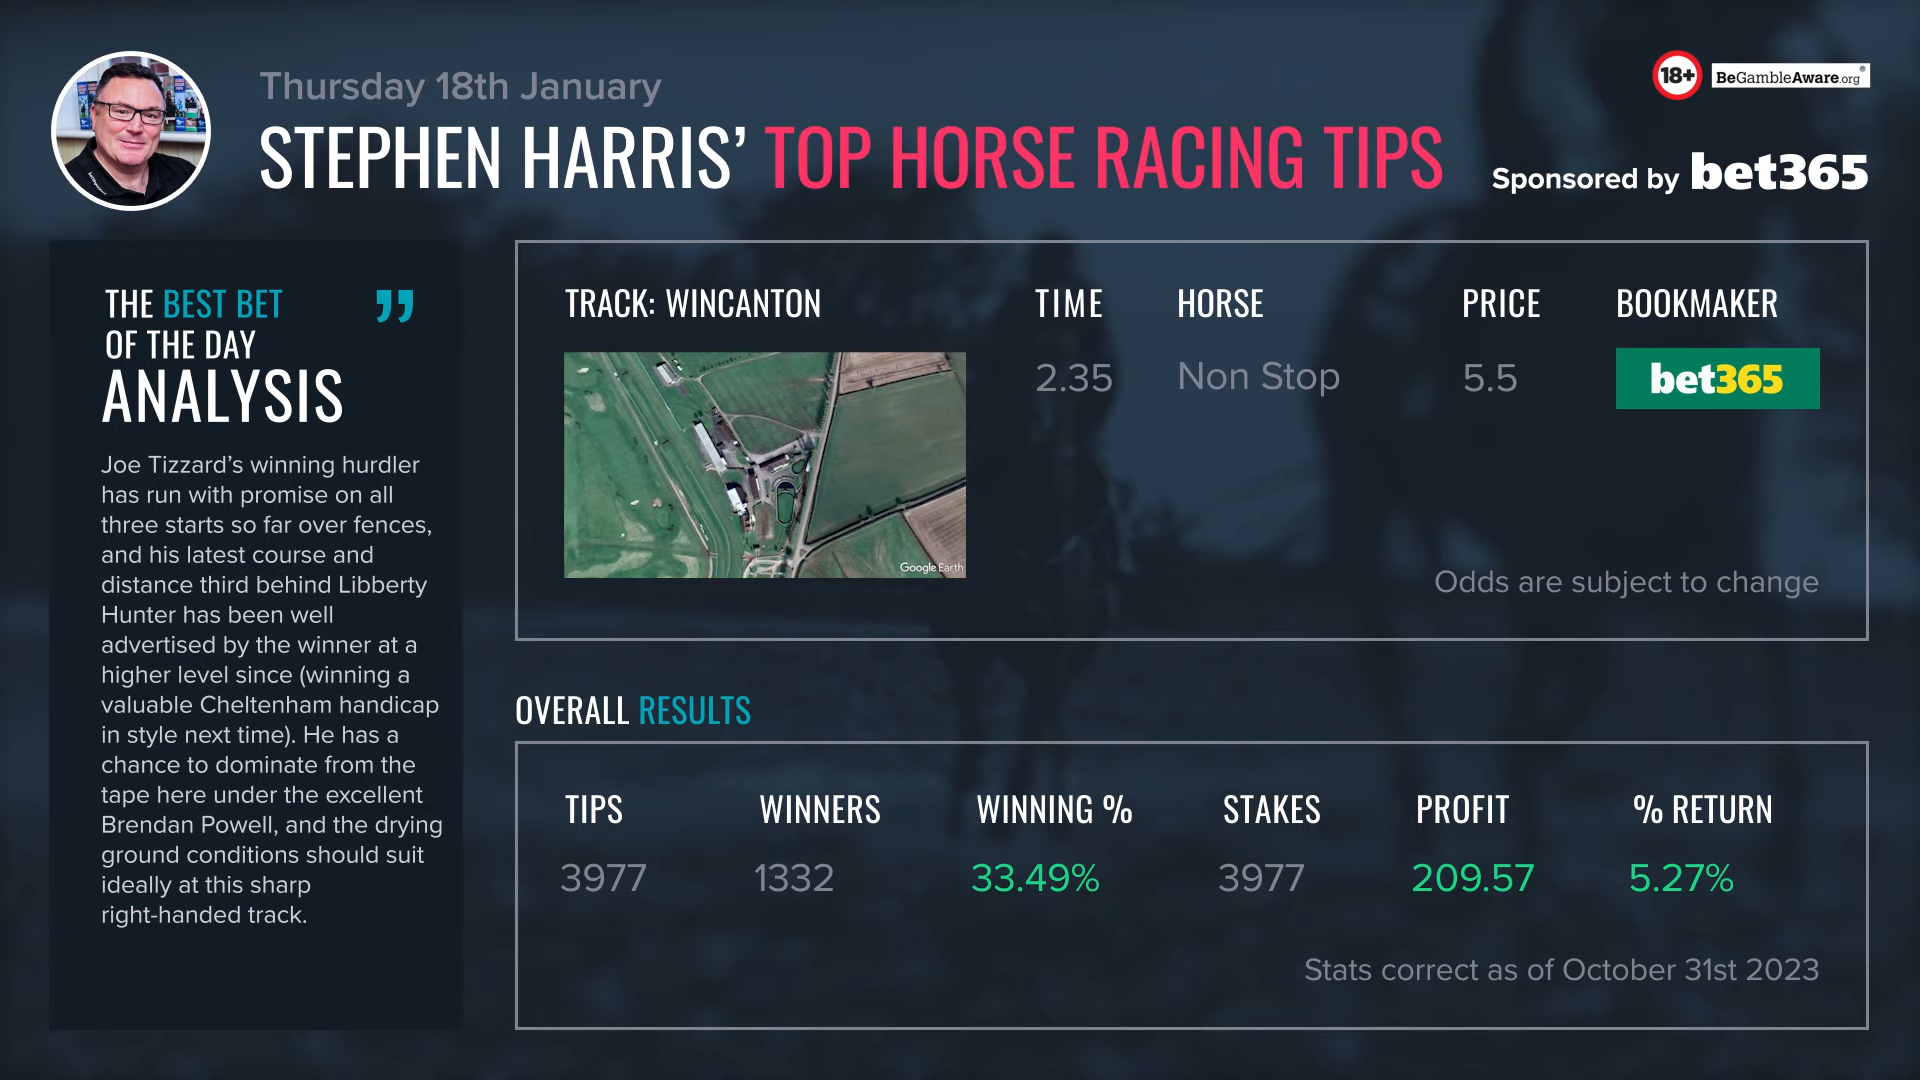 Thursday 18th January
STEPHEN HARRIS’ TOP HORSE RACING TIPS
18+
BeGambleAware.org®
Sponsored by bet365
THE BEST BET
OF THE DAY
ANALYSIS
”
Joe Tizzard’s winning hurdler
has run with promise on all
three starts so far over fences,
and his latest course and
distance third behind Libberty
Hunter has been well
advertised by the winner at a
higher level since (winning a
valuable Cheltenham handicap
in style next time). He has a
chance to dominate from the
tape here under the excellent
Brendan Powell, and the drying
ground conditions should suit
ideally at this sharp
right-handed track.
TRACK: WINCANTON TIME HORSE PRICE BOOKMAKER
2.35 Non Stop 5.5 bet365
Google Earth
Odds are subject to change
OVERALL RESULTS
TIPS WINNERS WINNING % STAKES PROFIT % RETURN
3977 1332 33.49% 3977 209.57 5.27%
Stats correct as of October 31st 2023